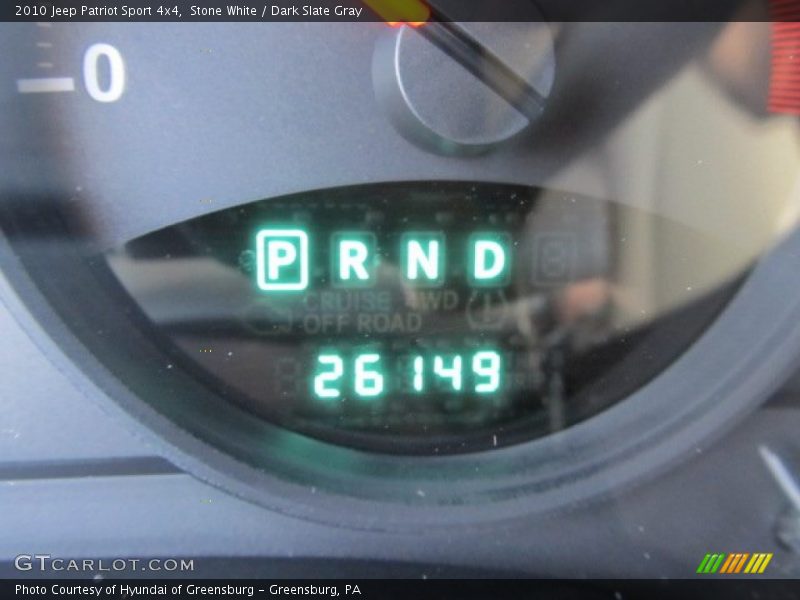 2010 Jeep Patriot Sport 4x4, Stone White / Dark Slate Gray
0
P R N D
CRUISE 4WD
OFF ROAD
26149
GTCARLOT.COM
Photo Courtesy of Hyundai of Greensburg – Greensburg, PA